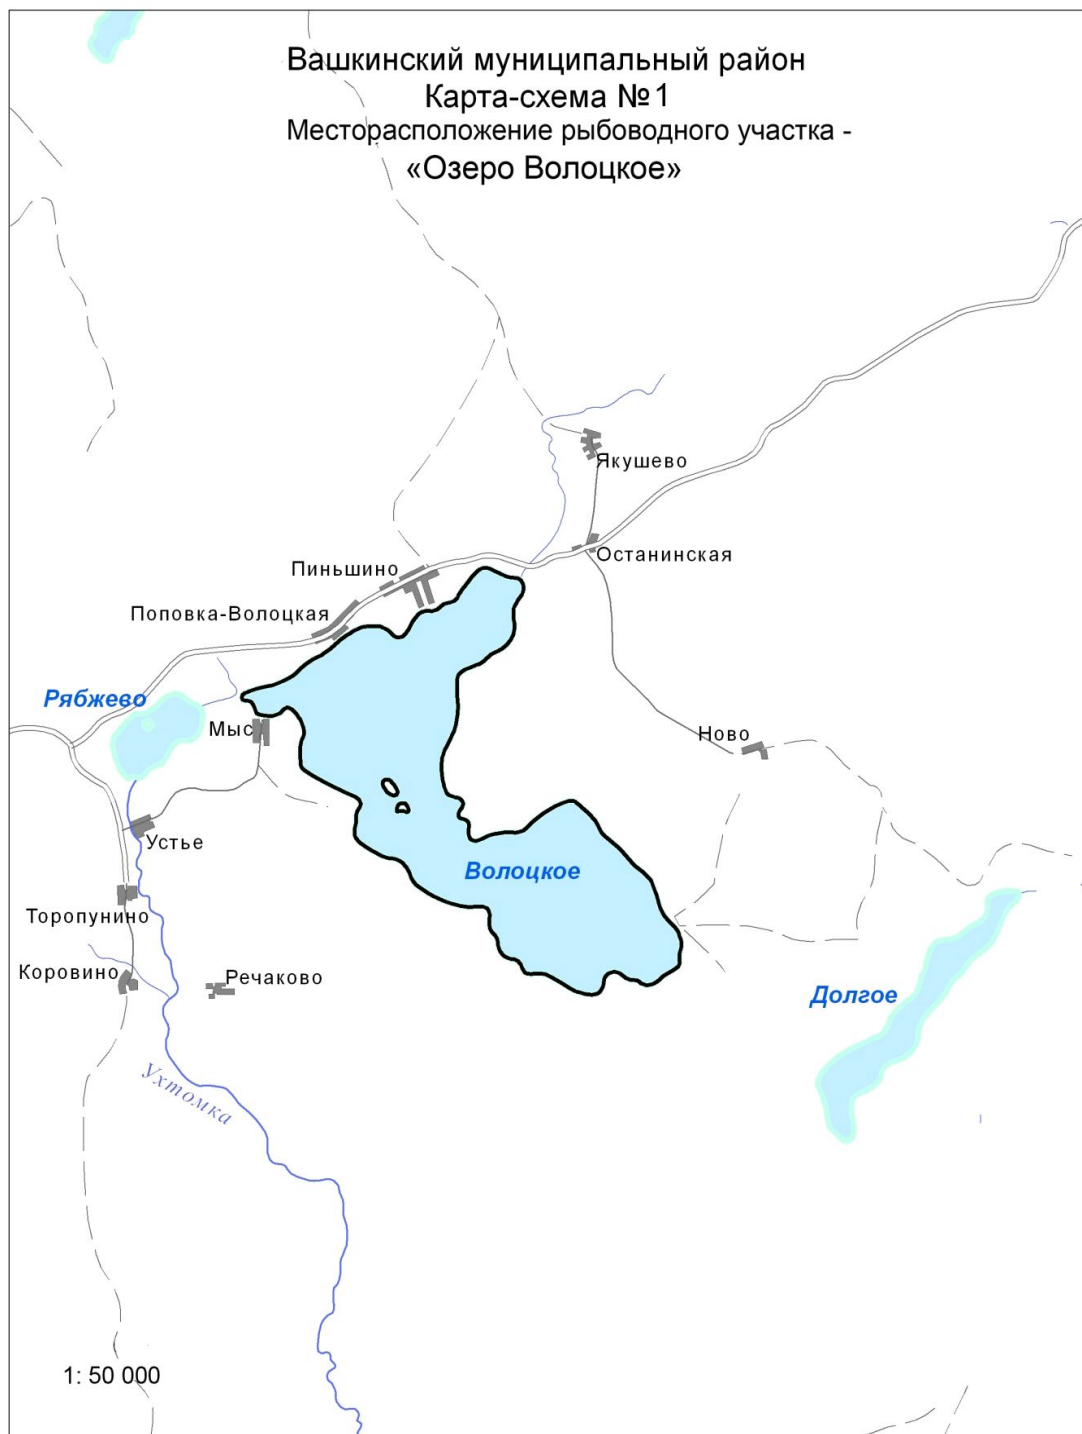 Вашкинский муниципальный район
Карта-схема №1
Месторасположение рыбоводного участка -
«Озеро Волоцкое»
Якушево
Останинская
Пиньшино
Поповка-Волоцкая
Рябжево
Мыс
Ново
Устье
Волоцкое
Торопунино
Коровино
Речаково
Долгое
Ухтомка
1: 50 000